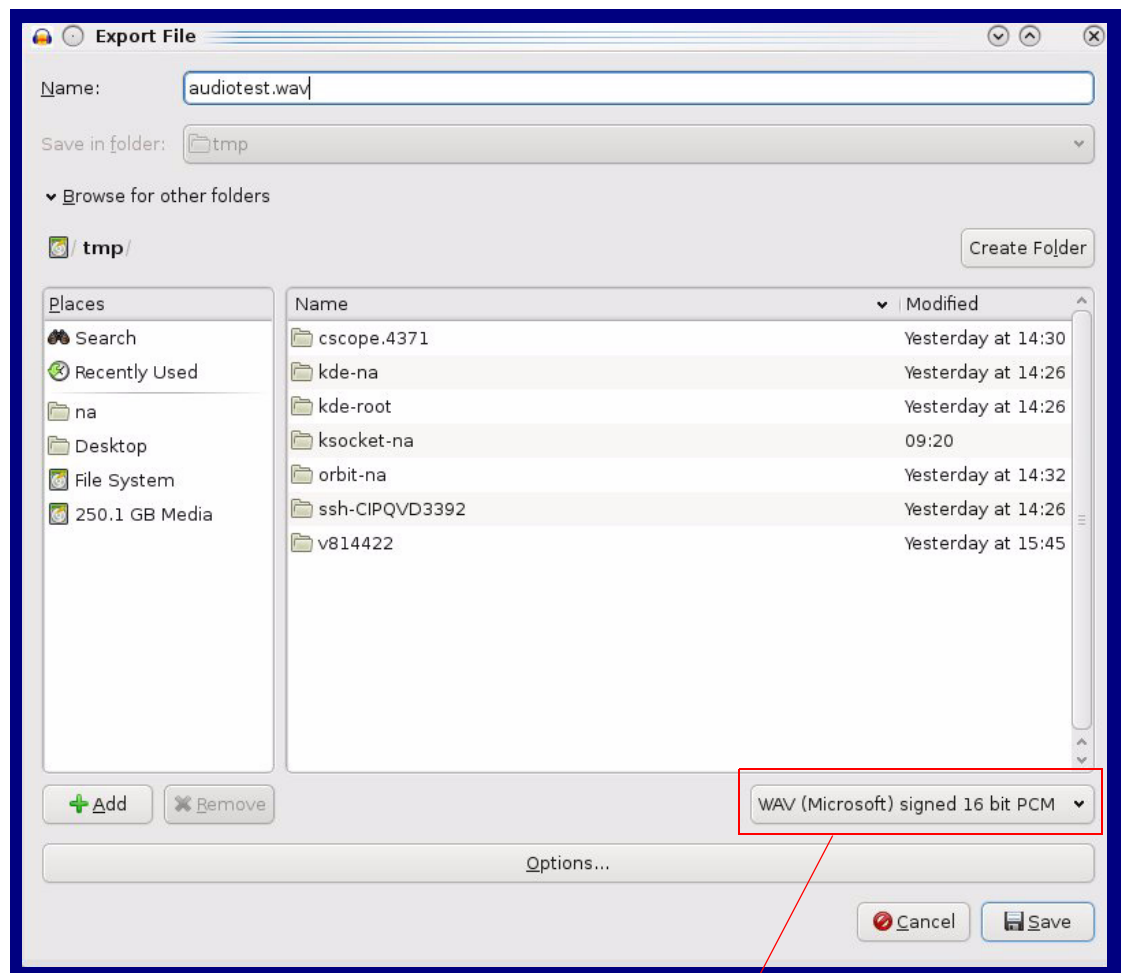 Export File
Name: audiotest.wav
Save in folder: tmp
Browse for other folders
/ tmp/
Create Folder
Places
Search
Recently Used
na
Desktop
File System
250.1 GB Media
Name Modified
cscope.4371 Yesterday at 14:30
kde-na Yesterday at 14:26
kde-root Yesterday at 14:26
ksocket-na 09:20
orbit-na Yesterday at 14:32
ssh-CIPQVD3392 Yesterday at 14:26
v814422 Yesterday at 15:45
Add Remove
WAV (Microsoft) signed 16 bit PCM
Options...
Cancel Save